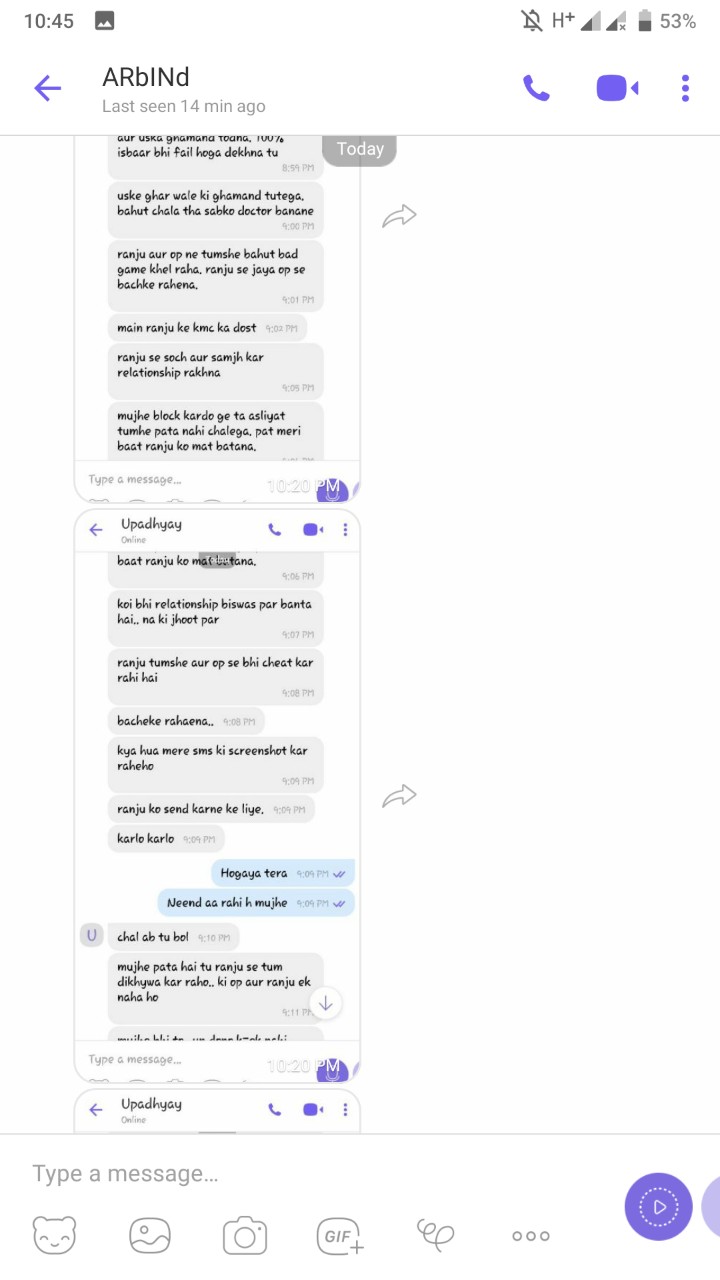 10:45
H+
53%
ARbINd
Last seen 14 min ago
Today
aur uska ghamand todna. 100%
isbaar bhi fail hoga dekhna tu
8:59 PM
uske ghar wale ki ghamand tutega.
bahut chala tha sabko doctor banane
9:00 PM
ranju aur op ne tumshe bahut bad
game khel raha. ranju se jaya op se
bachke rahena.
9:01 PM
main ranju ke kmc ka dost 9:02 PM
ranju se soch aur samjh kar
relationship rakhna
9:05 PM
mujhe block kardo ge ta asliyat
tumhe pata nahi chalega. pat meri
baat ranju ko mat batana.
Type a message...
10:20 PM
Upadhyay
Online
baat ranju ko mat batana.
9:06 PM
koi bhi relationship biswas par banta
hai.. na ki jhoot par
9:07 PM
ranju tumshe aur op se bhi cheat kar
rahi hai
9:08 PM
bacheke rahaena.. 9:08 PM
kya hua mere sms ki screenshot kar
raheho
9:09 PM
ranju ko send karne ke liye. 9:09 PM
karlo karlo 9:09 PM
Hogaya tera 9:09 PM
Neend aa rahi h mujhe 9:09 PM
U
chal ab tu bol 9:10 PM
mujhe pata hai tu ranju se tum
dikhywa kar raho.. ki op aur ranju ek
naha ho
9:11 PM
Type a message...
10:20 PM
Upadhyay
Online
Type a message...
GIF